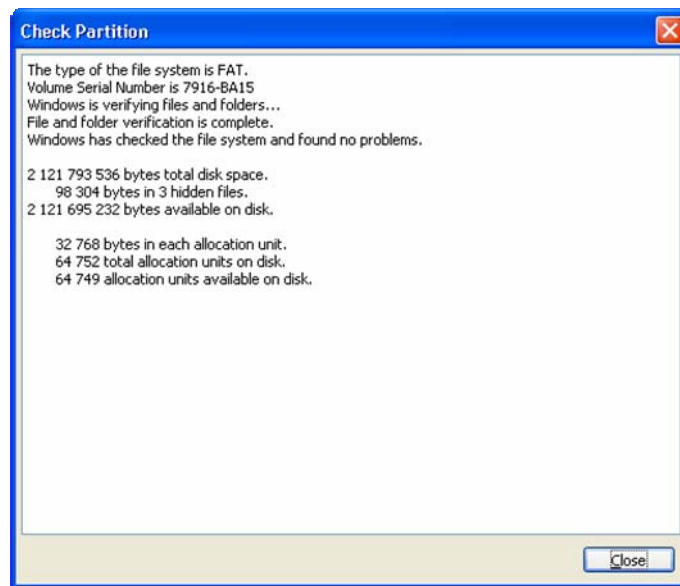 Check Partition
The type of the file system is FAT.
Volume Serial Number is 7916-BA15
Windows is verifying files and folders...
File and folder verification is complete.
Windows has checked the file system and found no problems.
2 121 793 536 bytes total disk space.
98 304 bytes in 3 hidden files.
2 121 695 232 bytes available on disk.
32 768 bytes in each allocation unit.
64 752 total allocation units on disk.
64 749 allocation units available on disk.
Close